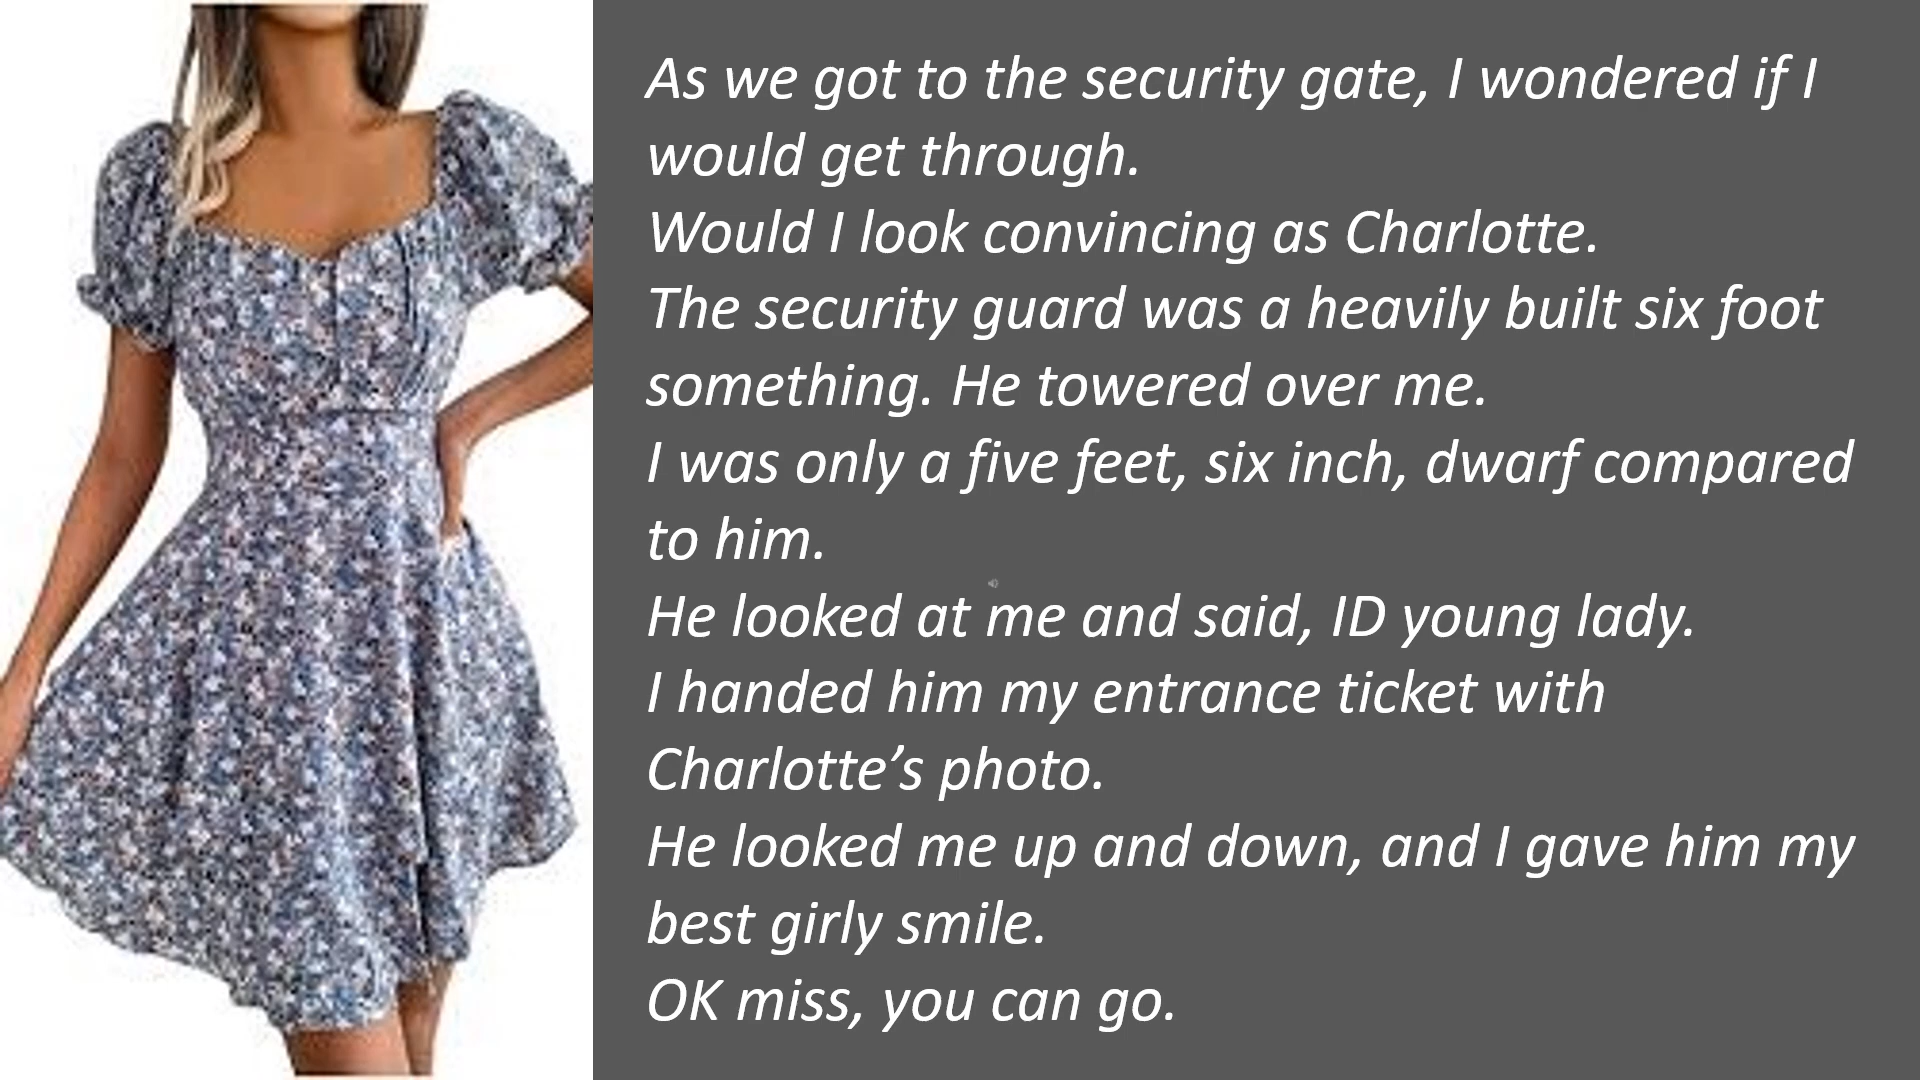 As we got to the security gate, I wondered if I
would get through.
Would I look convincing as Charlotte.
The security guard was a heavily built six foot
something. He towered over me.
I was only a five feet, six inch, dwarf compared
to him.
He looked at me and said, ID young lady.
I handed him my entrance ticket with
Charlotte’s photo.
He looked me up and down, and I gave him my
best girly smile.
OK miss, you can go.